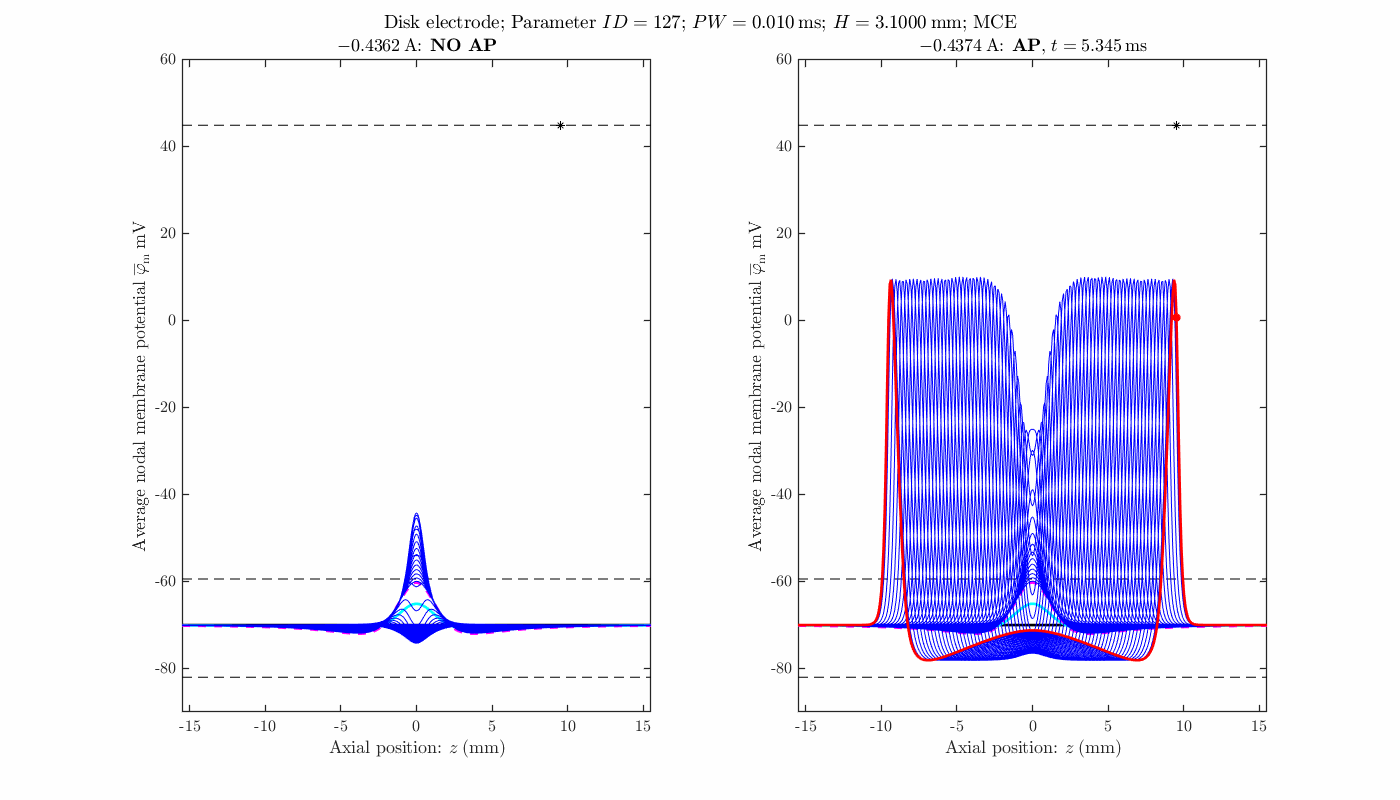 Disk electrode; Parameter ID = 127; PW = 0.010 ms; H = 3.1000 mm; MCE
−0.4362 A: NO AP
60
40
20
0
-20
-40
-60
-80
-15 -10 -5 0 5 10 15
Axial position: z (mm)
Average nodal membrane potential φ̅m mV
−0.4374 A: AP, t = 5.345 ms
60
40
20
0
-20
-40
-60
-80
-15 -10 -5 0 5 10 15
Axial position: z (mm)
Average nodal membrane potential φ̅m mV